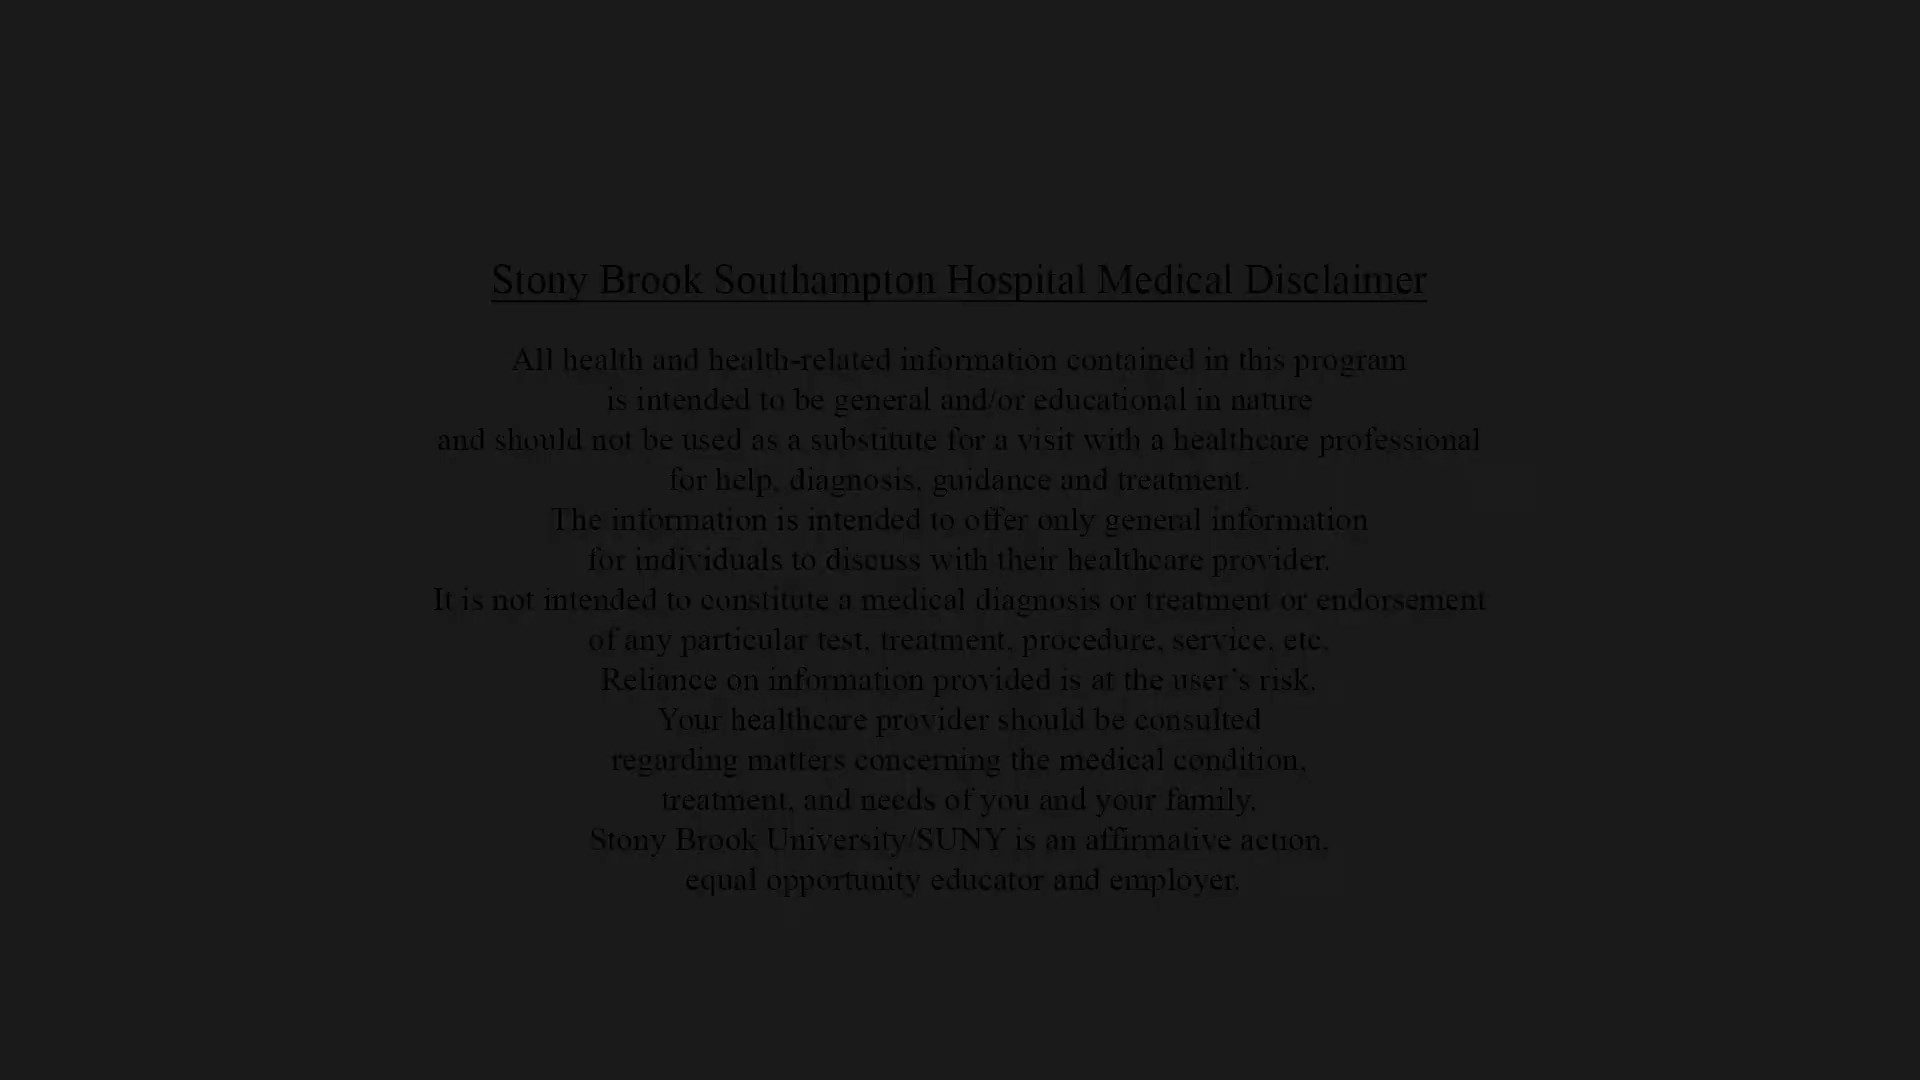 Stony Brook Southampton Hospital Medical Disclaimer
All health and health-related information contained in this program
is intended to be general and/or educational in nature
and should not be used as a substitute for a visit with a healthcare professional
for help, diagnosis, guidance and treatment.
The information is intended to offer only general information
for individuals to discuss with their healthcare provider.
It is not intended to constitute a medical diagnosis or treatment or endorsement
of any particular test, treatment, procedure, service, etc.
Reliance on information provided is at the user’s risk.
Your healthcare provider should be consulted
regarding matters concerning the medical condition,
treatment, and needs of you and your family.
Stony Brook University/SUNY is an affirmative action,
equal opportunity educator and employer.